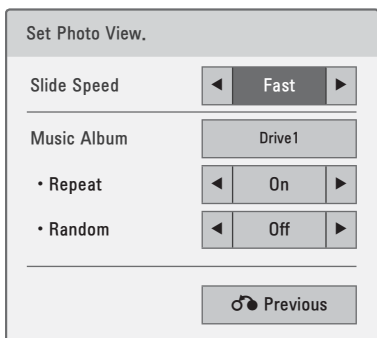 Set Photo View.
Slide Speed ◀ Fast ▶
Music Album Drive1
• Repeat ◀ On ▶
• Random ◀ Off ▶
Previous